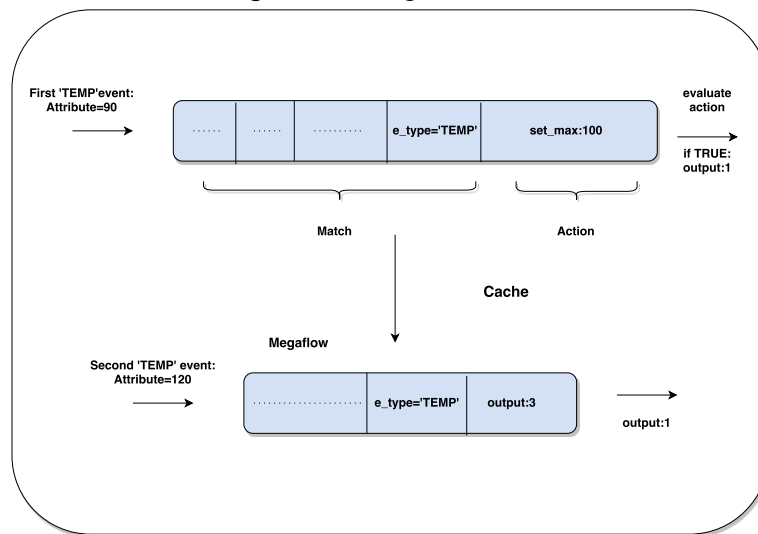 First 'TEMP'event:
Attribute=90
...... ...... .......... e_type='TEMP' set_max:100
evaluate
action
if TRUE:
output:1
Match Action
Cache
Megaflow
Second 'TEMP' event:
Attribute=120
...................... e_type='TEMP' output:3
output:1